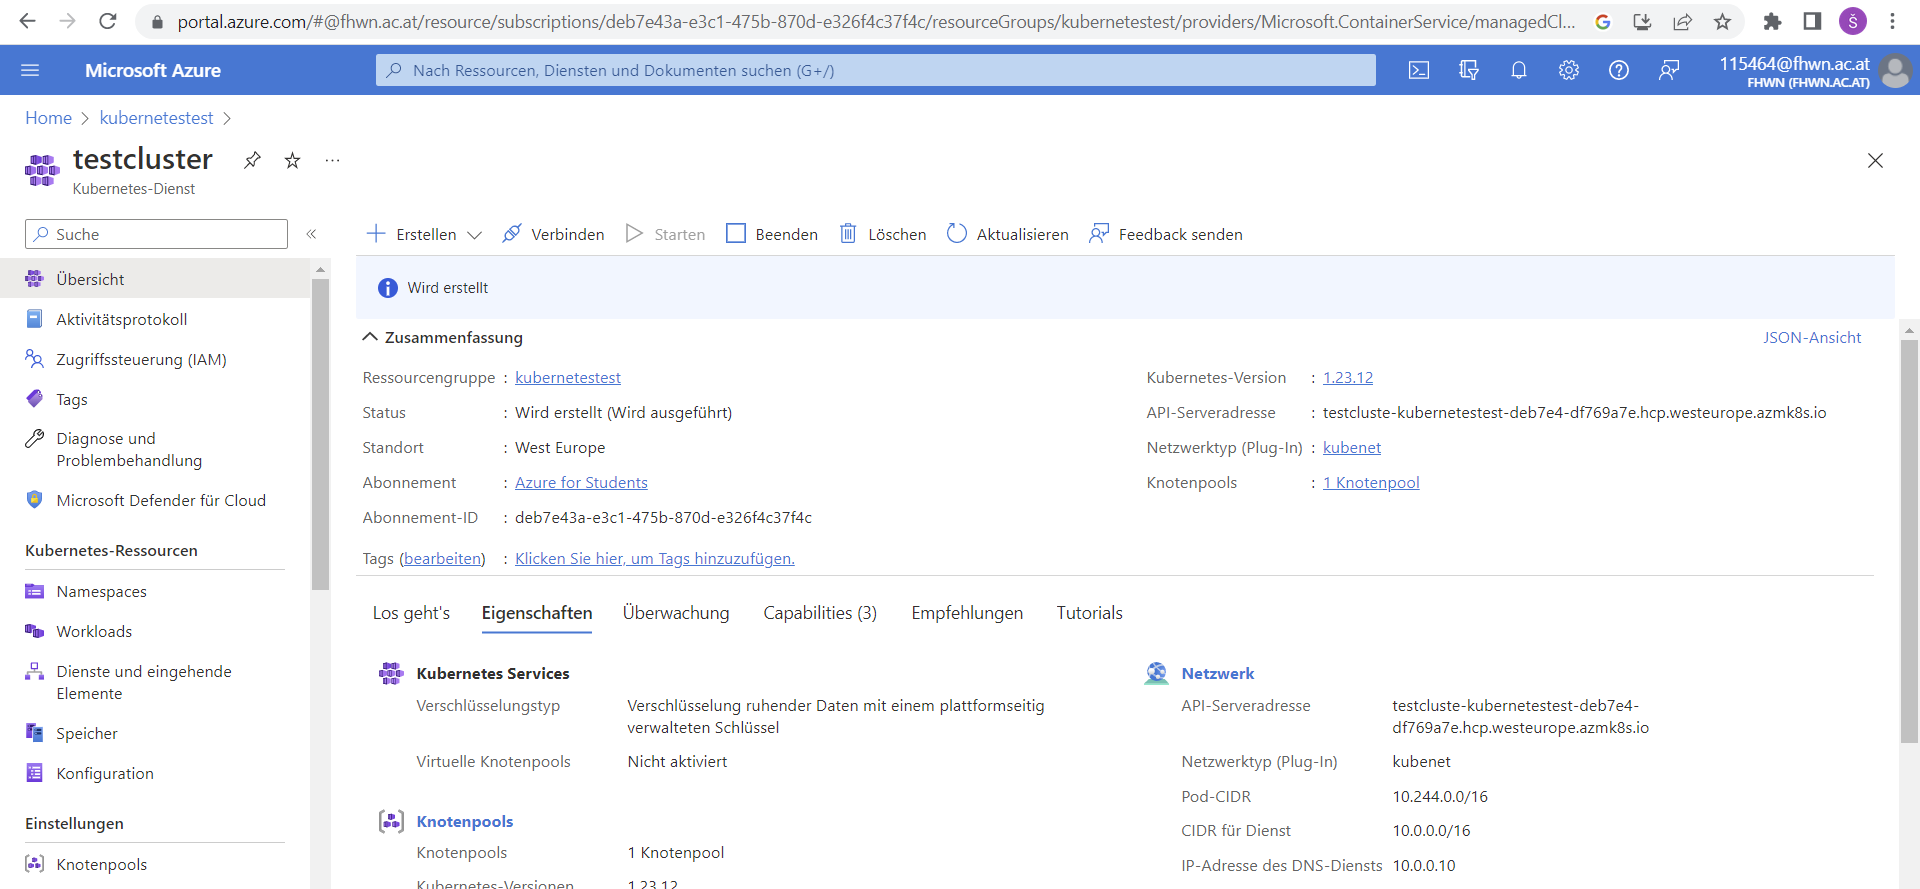 portal.azure.com/#@fhwn.ac.at/resource/subscriptions/deb7e43a-e3c1-475b-870d-e326f4c37f4c/resourceGroups/kubernetestest/providers/Microsoft.ContainerService/managedCl...
Š
Microsoft Azure
Nach Ressourcen, Diensten und Dokumenten suchen (G+/)
115464@fhwn.ac.at
FHWN (FHWN.AC.AT)
Home > kubernetestest >
testcluster
Kubernetes-Dienst
Suche
Übersicht
Aktivitätsprotokoll
Zugriffssteuerung (IAM)
Tags
Diagnose und
Problembehandlung
Microsoft Defender für Cloud
Kubernetes-Ressourcen
Namespaces
Workloads
Dienste und eingehende
Elemente
Speicher
Konfiguration
Einstellungen
Knotenpools
Erstellen Verbinden Starten Beenden Löschen Aktualisieren Feedback senden
Wird erstellt
Zusammenfassung
JSON-Ansicht
Ressourcengruppe : kubernetestest
Status : Wird erstellt (Wird ausgeführt)
Standort : West Europe
Abonnement : Azure for Students
Abonnement-ID : deb7e43a-e3c1-475b-870d-e326f4c37f4c
Tags (bearbeiten) : Klicken Sie hier, um Tags hinzuzufügen.
Kubernetes-Version : 1.23.12
API-Serveradresse : testcluste-kubernetestest-deb7e4-df769a7e.hcp.westeurope.azmk8s.io
Netzwerktyp (Plug-In) : kubenet
Knotenpools : 1 Knotenpool
Los geht's Eigenschaften Überwachung Capabilities (3) Empfehlungen Tutorials
Kubernetes Services
Verschlüsselungstyp Verschlüsselung ruhender Daten mit einem plattformseitig
verwalteten Schlüssel
Virtuelle Knotenpools Nicht aktiviert
Knotenpools
Knotenpools 1 Knotenpool
Kubernetes-Versionen 1.23.12
Netzwerk
API-Serveradresse testcluste-kubernetestest-deb7e4-
df769a7e.hcp.westeurope.azmk8s.io
Netzwerktyp (Plug-In) kubenet
Pod-CIDR 10.244.0.0/16
CIDR für Dienst 10.0.0.0/16
IP-Adresse des DNS-Diensts 10.0.0.10